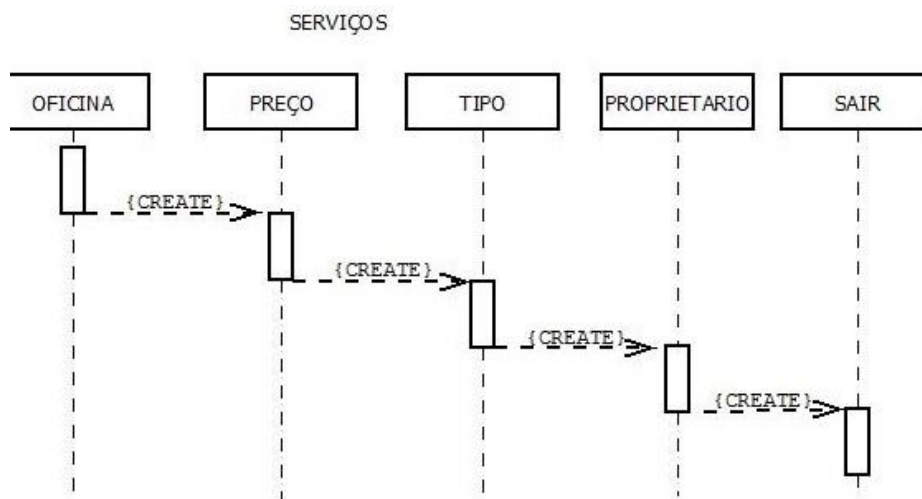 SERVIÇOS
OFICINA
PREÇO
TIPO
PROPRIETARIO
SAIR
{CREATE}
{CREATE}
{CREATE}
{CREATE}